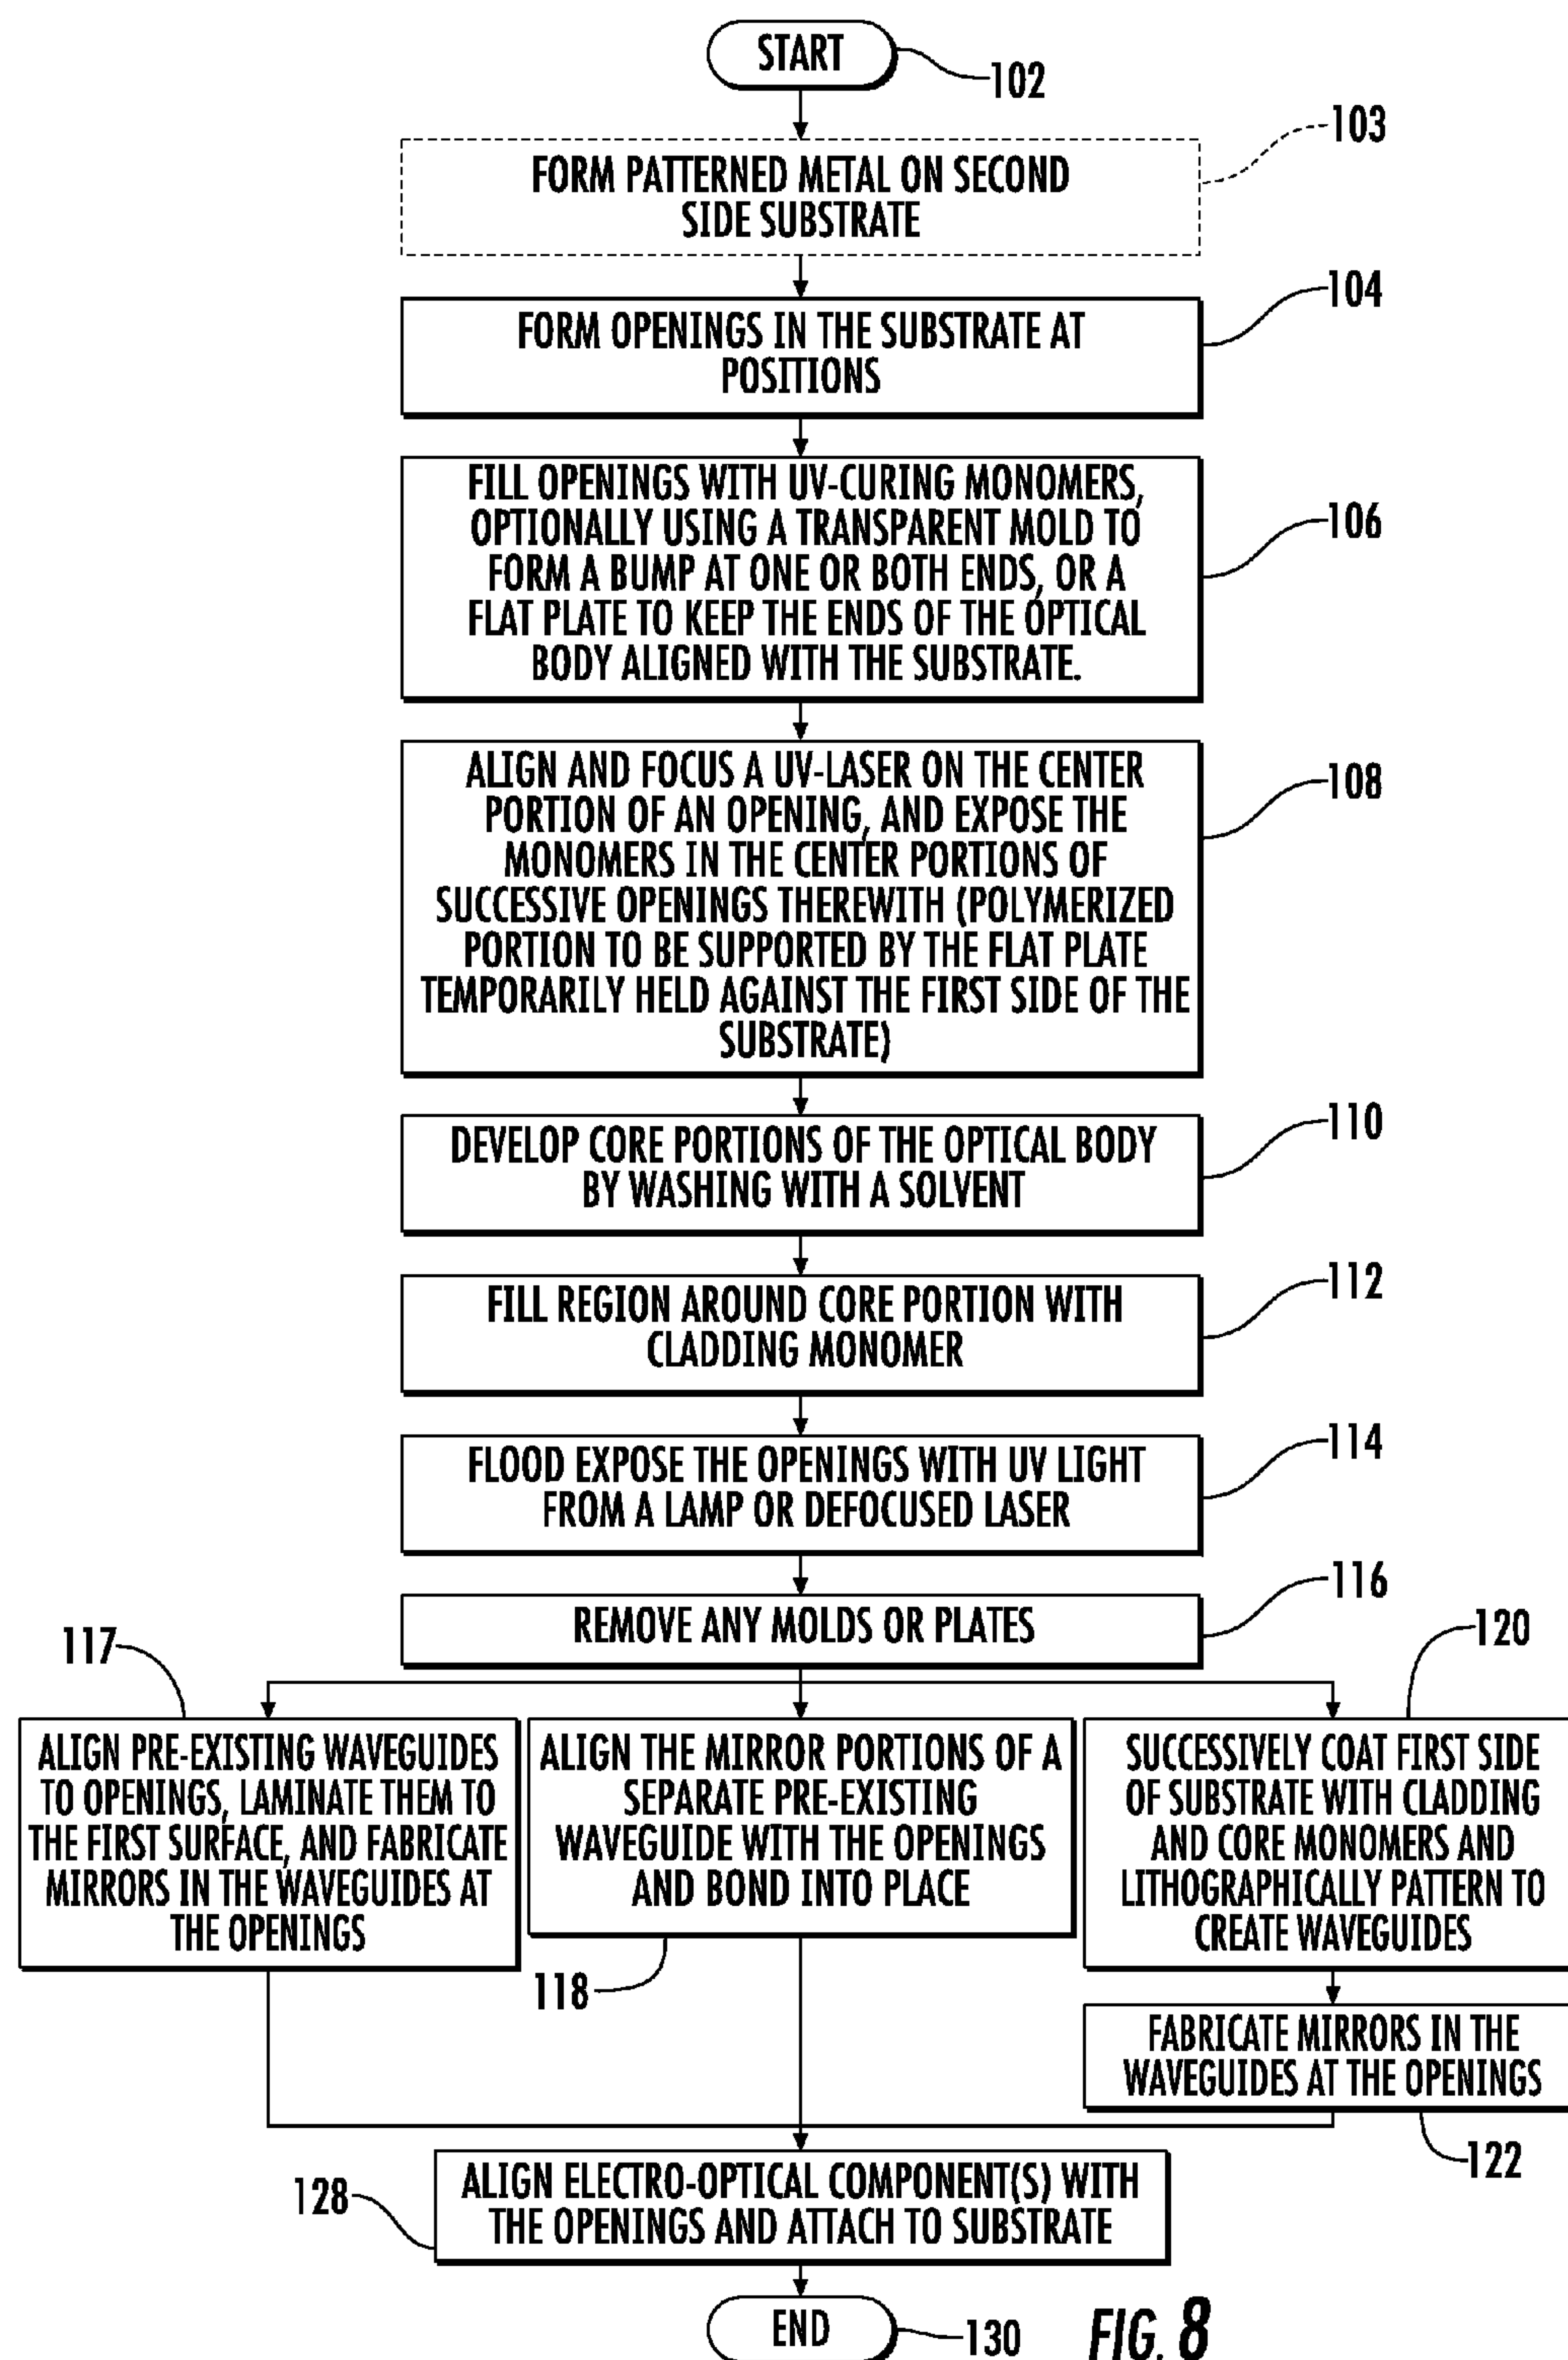 START
102
103
FORM PATTERNED METAL ON SECOND
SIDE SUBSTRATE
104
FORM OPENINGS IN THE SUBSTRATE AT
POSITIONS
106
FILL OPENINGS WITH UV-CURING MONOMERS,
OPTIONALLY USING A TRANSPARENT MOLD TO
FORM A BUMP AT ONE OR BOTH ENDS, OR A
FLAT PLATE TO KEEP THE ENDS OF THE OPTICAL
BODY ALIGNED WITH THE SUBSTRATE.
108
ALIGN AND FOCUS A UV-LASER ON THE CENTER
PORTION OF AN OPENING, AND EXPOSE THE
MONOMERS IN THE CENTER PORTIONS OF
SUCCESSIVE OPENINGS THEREWITH (POLYMERIZED
PORTION TO BE SUPPORTED BY THE FLAT PLATE
TEMPORARILY HELD AGAINST THE FIRST SIDE OF THE
SUBSTRATE)
110
DEVELOP CORE PORTIONS OF THE OPTICAL BODY
BY WASHING WITH A SOLVENT
112
FILL REGION AROUND CORE PORTION WITH
CLADDING MONOMER
114
FLOOD EXPOSE THE OPENINGS WITH UV LIGHT
FROM A LAMP OR DEFOCUSED LASER
116
REMOVE ANY MOLDS OR PLATES
117
ALIGN PRE-EXISTING WAVEGUIDES
TO OPENINGS, LAMINATE THEM TO
THE FIRST SURFACE, AND FABRICATE
MIRRORS IN THE WAVEGUIDES AT
THE OPENINGS
ALIGN THE MIRROR PORTIONS OF A
SEPARATE PRE-EXISTING
WAVEGUIDE WITH THE OPENINGS
AND BOND INTO PLACE
118
120
SUCCESSIVELY COAT FIRST SIDE
OF SUBSTRATE WITH CLADDING
AND CORE MONOMERS AND
LITHOGRAPHICALLY PATTERN TO
CREATE WAVEGUIDES
FABRICATE MIRRORS IN THE
WAVEGUIDES AT THE OPENINGS
122
128
ALIGN ELECTRO-OPTICAL COMPONENT(S) WITH
THE OPENINGS AND ATTACH TO SUBSTRATE
END
130
FIG. 8